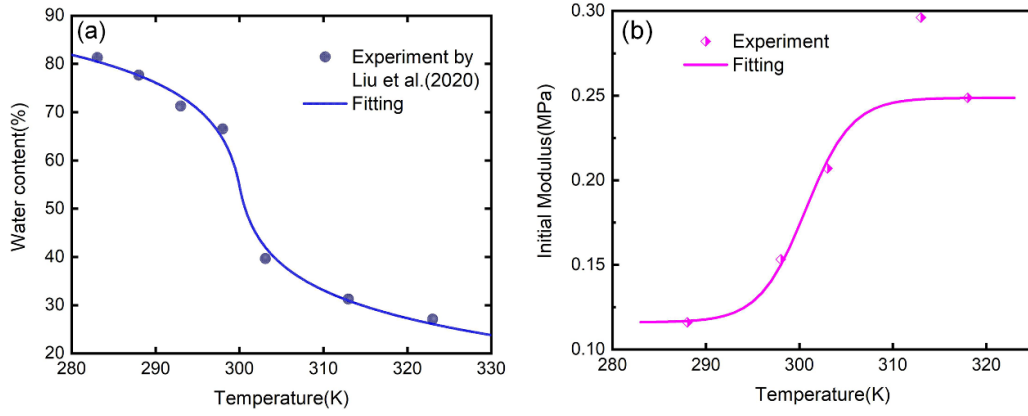 (a)
Experiment by
Liu et al.(2020)
Fitting
90
80
70
60
50
40
30
20
Water content(%)
280 290 300 310 320 330
Temperature(K)
(b)
Experiment
Fitting
0.30
0.25
0.20
0.15
0.10
Initial Modulus(MPa)
280 290 300 310 320
Temperature(K)